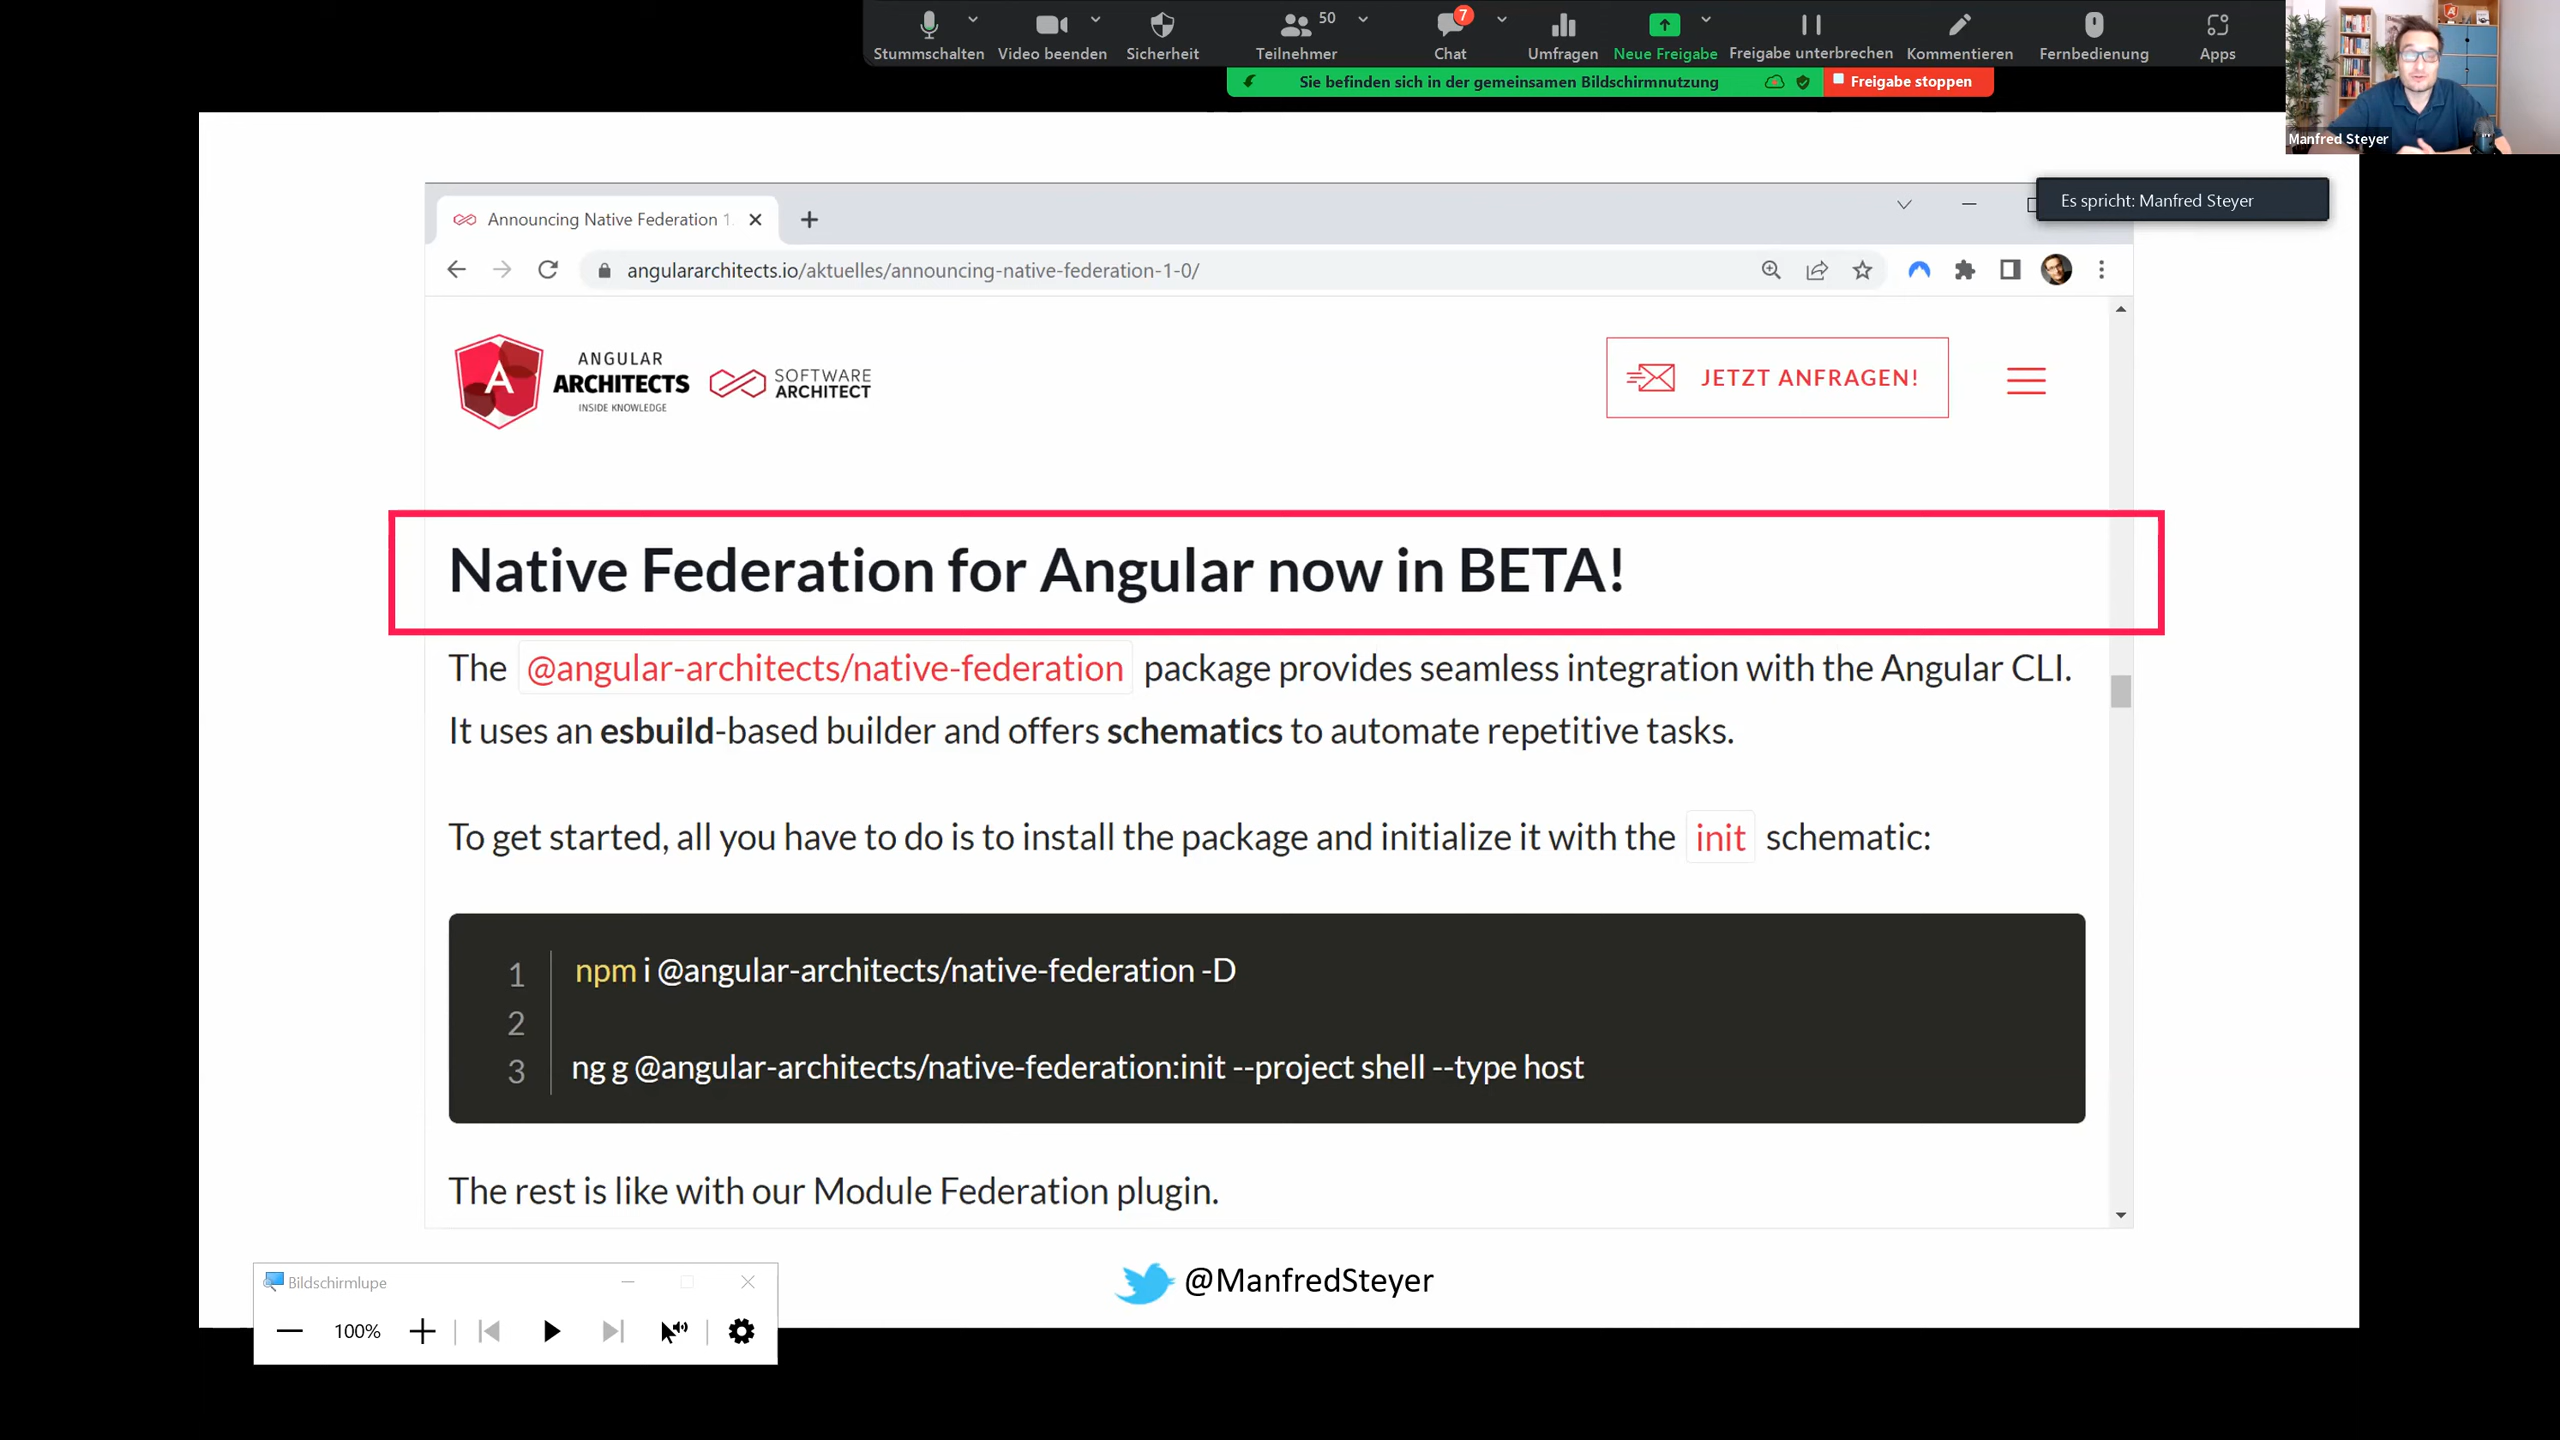 Stummschalten
Video beenden
Sicherheit
50
Teilnehmer
7
Chat
Umfragen
Neue Freigabe
Freigabe unterbrechen
Kommentieren
Fernbedienung
Apps
Sie befinden sich in der gemeinsamen Bildschirmnutzung
Freigabe stoppen
Manfred Steyer
Es spricht: Manfred Steyer
Announcing Native Federation 1
angulararchitects.io/aktuelles/announcing-native-federation-1-0/
A
ANGULAR
ARCHITECTS
INSIDE KNOWLEDGE
SOFTWARE
ARCHITECT
JETZT ANFRAGEN!
Native Federation for Angular now in BETA!
The @angular-architects/native-federation package provides seamless integration with the Angular CLI.
It uses an esbuild-based builder and offers schematics to automate repetitive tasks.
To get started, all you have to do is to install the package and initialize it with the init schematic:
1 npm i @angular-architects/native-federation -D
2
3 ng g @angular-architects/native-federation:init --project shell --type host
The rest is like with our Module Federation plugin.
@ManfredSteyer
Bildschirmlupe
100%